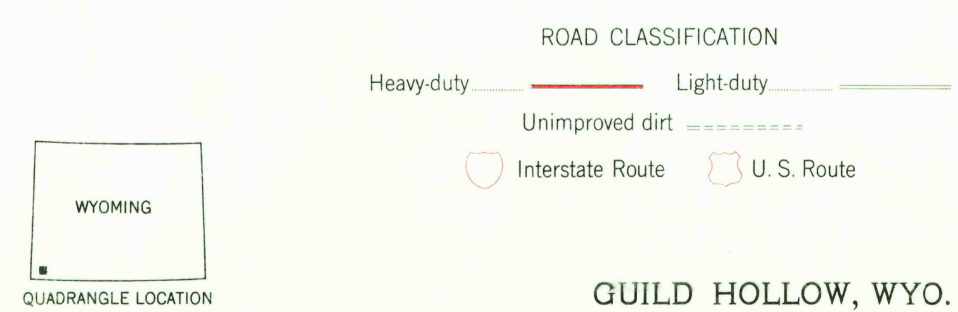 ROAD CLASSIFICATION
Heavy-duty Light-duty
Unimproved dirt
Interstate Route U. S. Route
WYOMING
QUADRANGLE LOCATION
GUILD HOLLOW, WYO.